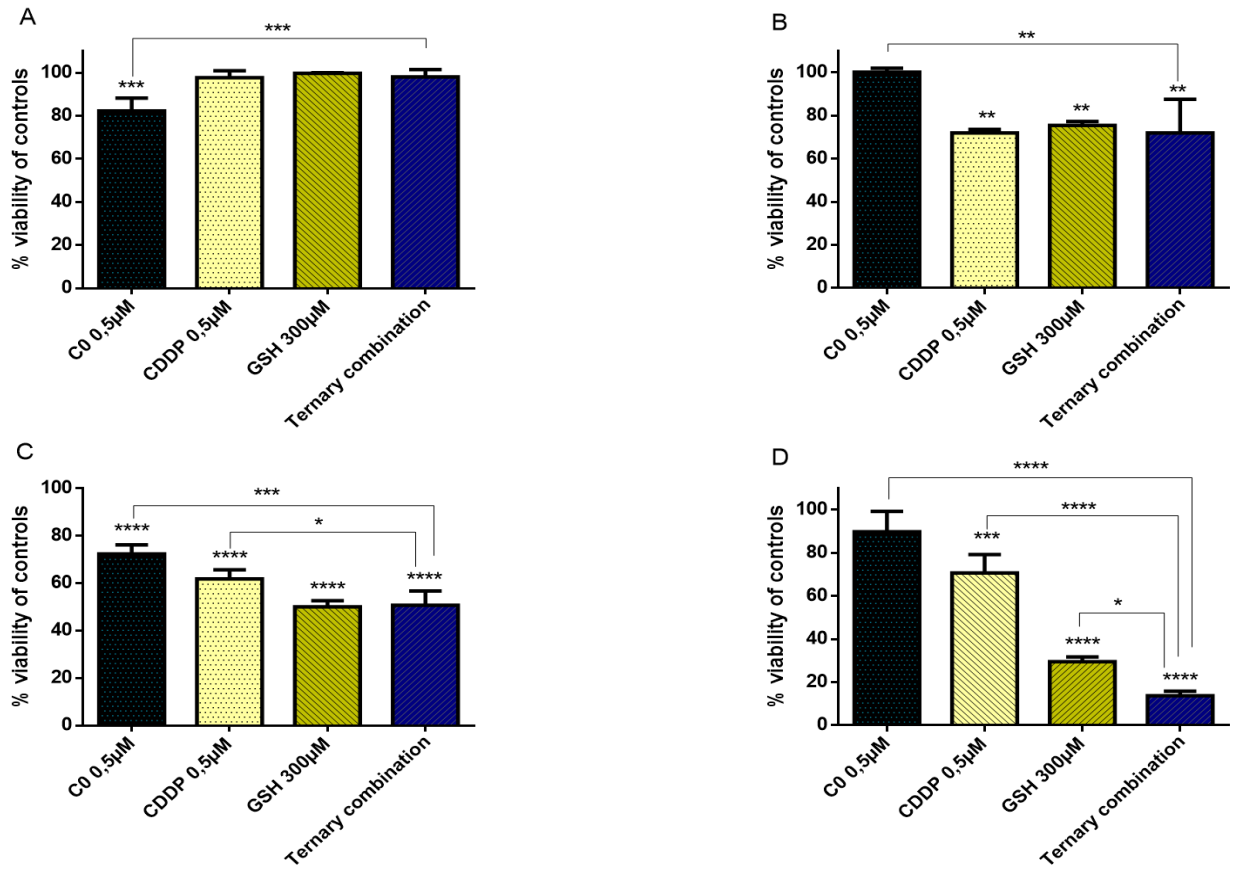 A
% viability of controls
100
80
60
40
20
0
***
***
C0 0,5µM
CDDP 0,5µM
GSH 300µM
Ternary combination
B
% viability of controls
100
80
60
40
20
0
**
**
**
**
C0 0,5µM
CDDP 0,5µM
GSH 300µM
Ternary combination
C
% viability of controls
100
80
60
40
20
0
***
*
****
****
****
****
C0 0,5µM
CDDP 0,5µM
GSH 300µM
Ternary combination
D
% viability of controls
100
80
60
40
20
0
****
****
***
*
****
****
C0 0,5µM
CDDP 0,5µM
GSH 300µM
Ternary combination